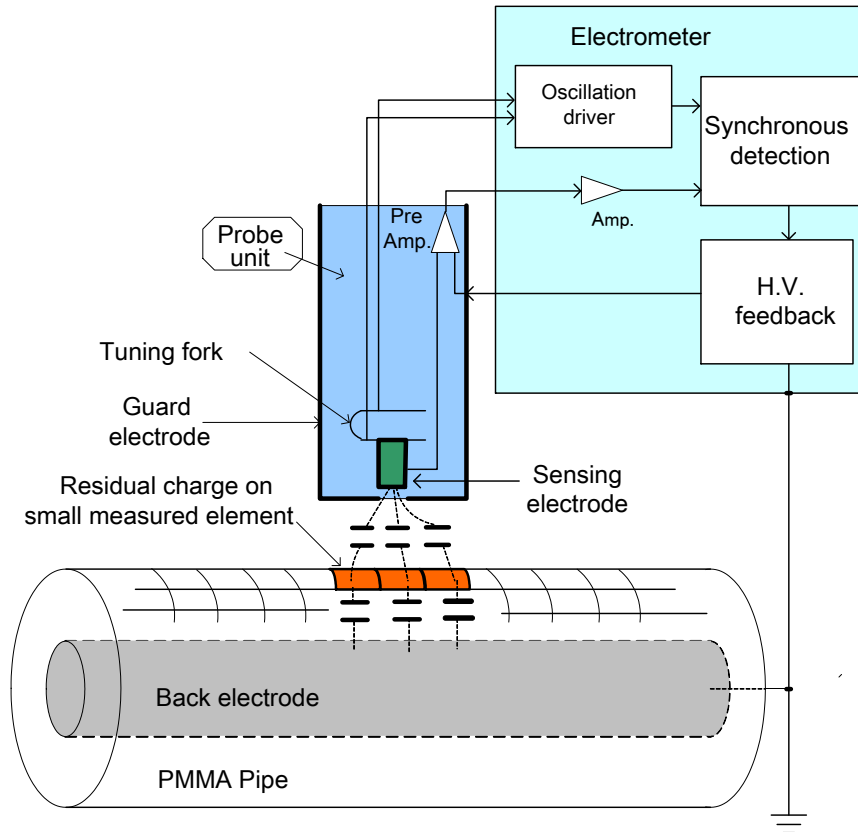 Electrometer
Oscillation
driver
Synchronous
detection
Pre
Amp.
Amp.
Probe
unit
H.V.
feedback
Tuning fork
Guard
electrode
Sensing
electrode
Residual charge on
small measured element
Back electrode
PMMA Pipe